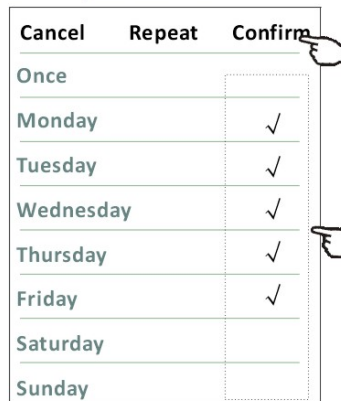 Cancel Repeat Confirm
Once
Monday √
Tuesday √
Wednesday √
Thursday √
Friday √
Saturday
Sunday